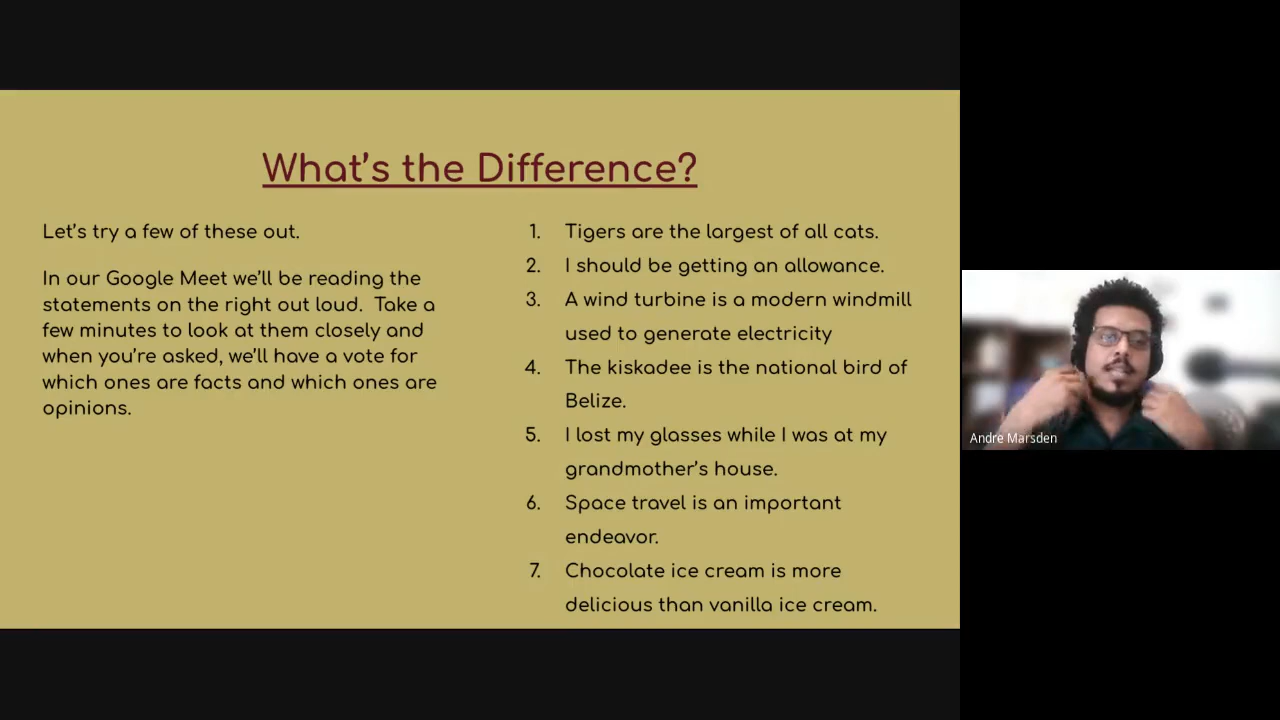 What's the Difference?
Let's try a few of these out.
In our Google Meet we'll be reading the
statements on the right out loud.  Take a
few minutes to look at them closely and
when you're asked, we'll have a vote for
which ones are facts and which ones are
opinions.
1. Tigers are the largest of all cats.
2. I should be getting an allowance.
3. A wind turbine is a modern windmill
used to generate electricity
4. The kiskadee is the national bird of
Belize.
5. I lost my glasses while I was at my
grandmother's house.
6. Space travel is an important
endeavor.
7. Chocolate ice cream is more
delicious than vanilla ice cream.
Andre Marsden